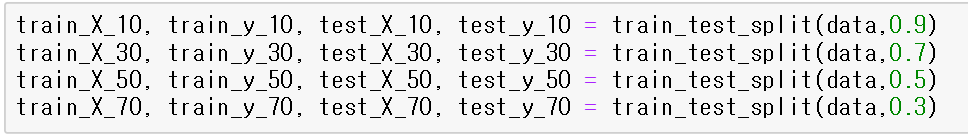 train_X_10, train_y_10, test_X_10, test_y_10 = train_test_split(data,0.9)
train_X_30, train_y_30, test_X_30, test_y_30 = train_test_split(data,0.7)
train_X_50, train_y_50, test_X_50, test_y_50 = train_test_split(data,0.5)
train_X_70, train_y_70, test_X_70, test_y_70 = train_test_split(data,0.3)